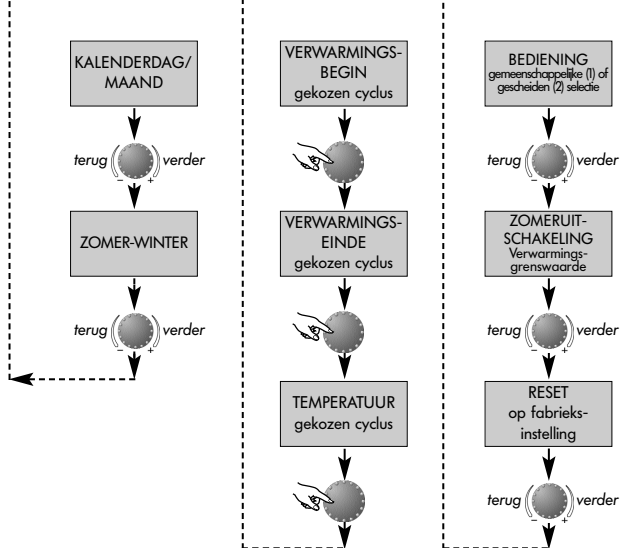 KALENDERDAG/
MAAND
terug
verder
- +
ZOMER-WINTER
terug
verder
- +
VERWARMINGS-
BEGIN
gekozen cyclus
VERWARMINGS-
EINDE
gekozen cyclus
TEMPERATUUR
gekozen cyclus
BEDIENING
gemeenschappelijke (1) of
gescheiden (2) selectie
terug
verder
- +
ZOMERUIT-
SCHAKELING
Verwarmings-
grenswaarde
terug
verder
- +
RESET
op fabrieks-
instelling
terug
verder
- +